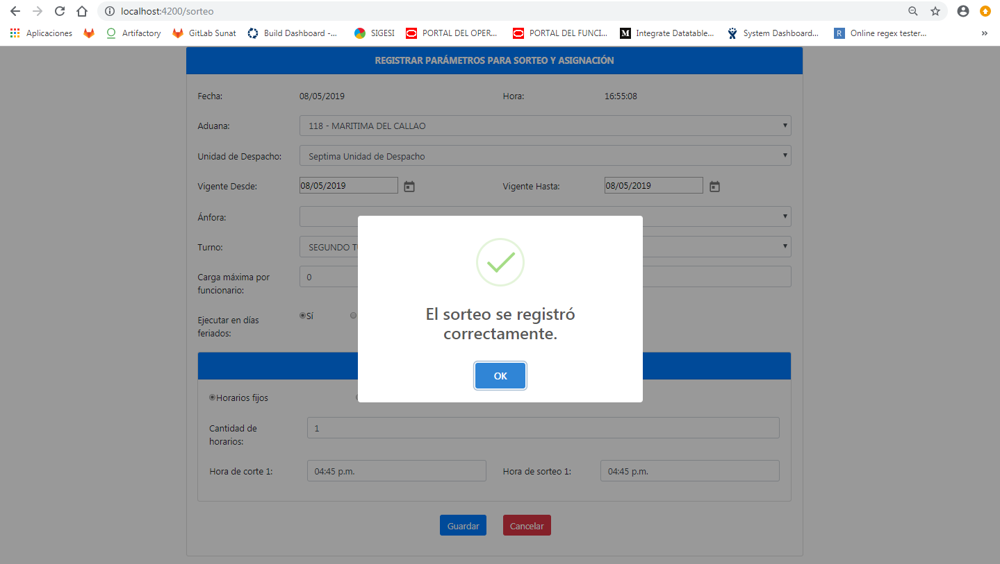 localhost:4200/sorteo
Aplicaciones
Artifactory
GitLab Sunat
Build Dashboard -...
SIGESI
PORTAL DEL OPER...
PORTAL DEL FUNCI...
M
Integrate Datatable...
System Dashboard...
R
Online regex tester...
»
REGISTRAR PARÁMETROS PARA SORTEO Y ASIGNACIÓN
Fecha:
08/05/2019
Hora:
16:55:08
Aduana:
118 - MARITIMA DEL CALLAO
Unidad de Despacho:
Septima Unidad de Despacho
Vigente Desde:
08/05/2019
Vigente Hasta:
08/05/2019
Ánfora:
Turno:
SEGUNDO
Carga máxima por
funcionario:
0
Ejecutar en días
feriados:
Sí
El sorteo se registró
correctamente.
OK
Horarios fijos
Cantidad de
horarios:
1
Hora de corte 1:
04:45 p.m.
Hora de sorteo 1:
04:45 p.m.
Guardar
Cancelar